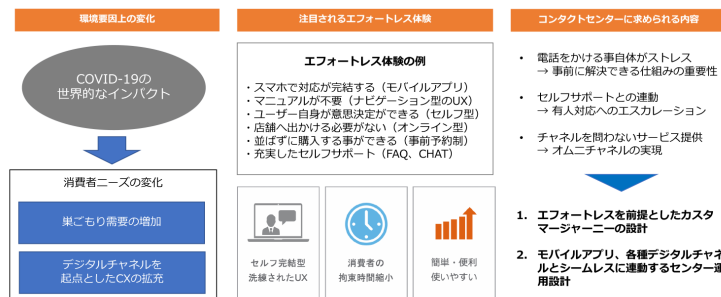 環境要因上の変化
COVID-19の
世界的なインパクト
消費者ニーズの変化
巣ごもり需要の増加
デジタルチャネルを
起点としたCXの拡充
注目されるエフォートレス体験
エフォートレス体験の例
・スマホで対応が完結する（モバイルアプリ）
・マニュアルが不要（ナビゲーション型のUX）
・ユーザー自身が意思決定ができる（セルフ型）
・店舗へ出かける必要がない（オンライン型）
・並ばずに購入する事ができる（事前予約制）
・充実したセルフサポート（FAQ、CHAT）
セルフ完結型
洗練されたUX
消費者の
拘束時間縮小
簡単・便利
使いやすい
コンタクトセンターに求められる内容
• 電話をかける事自体がストレス
→ 事前に解決できる仕組みの重要性
• セルフサポートとの連動
→ 有人対応へのエスカレーション
• チャネルを問わないサービス提供
→ オムニチャネルの実現
1. エフォートレスを前提としたカスタ
マージャーニーの設計
2. モバイルアプリ、各種デジタルチャネ
ルとシームレスに連動するセンター運
用設計